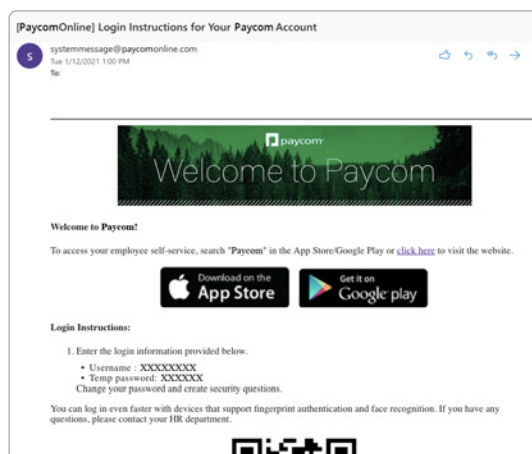 [PaycomOnline] Login Instructions for Your Paycom Account
S
systemmessage@paycomonline.com
Tue 1/12/2021 1:00 PM
To:
paycom
Welcome to Paycom
Welcome to Paycom!
To access your employee self-service, search "Paycom" in the App Store/Google Play or click here to visit the website.
Download on the
App Store
Get it on
Google play
Login Instructions:
1. Enter the login information provided below.
• Username : XXXXXXXX
• Temp password: XXXXXX
Change your password and create security questions.
You can log in even faster with devices that support fingerprint authentication and face recognition. If you have any
questions, please contact your HR department.